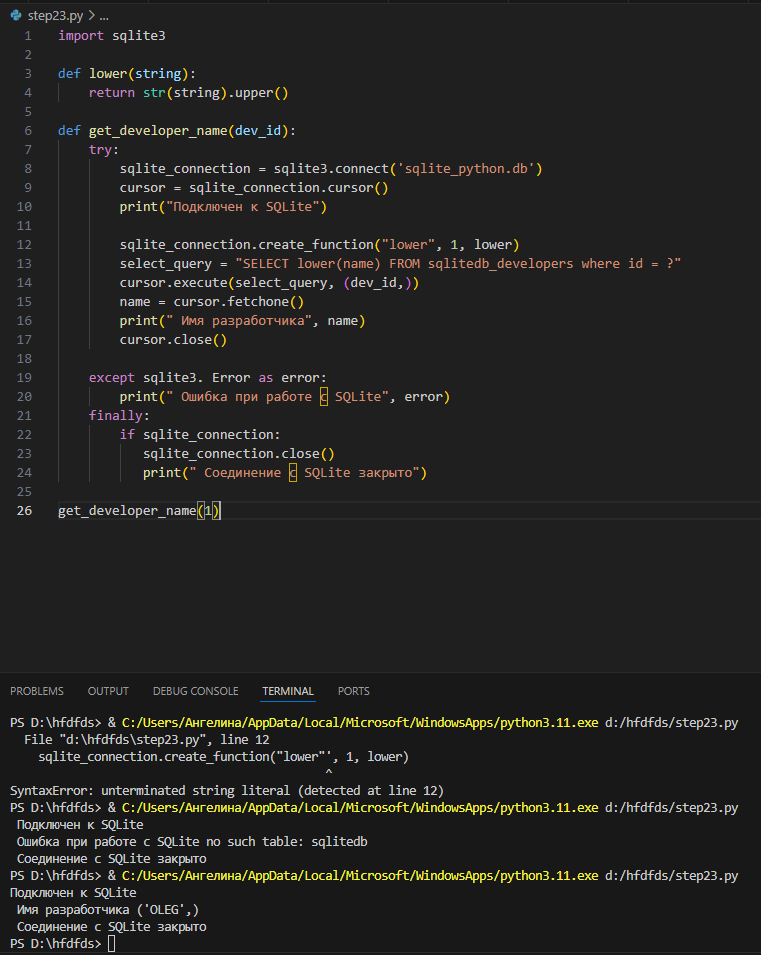 step23.py > ...
1 import sqlite3
2
3 def lower(string):
4     return str(string).upper()
5
6 def get_developer_name(dev_id):
7     try:
8         sqlite_connection = sqlite3.connect('sqlite_python.db')
9         cursor = sqlite_connection.cursor()
10         print("Подключен к SQLite")
11
12         sqlite_connection.create_function("lower", 1, lower)
13         select_query = "SELECT lower(name) FROM sqlitedb_developers where id = ?"
14         cursor.execute(select_query, (dev_id,))
15         name = cursor.fetchone()
16         print(" Имя разработчика", name)
17         cursor.close()
18
19     except sqlite3. Error as error:
20         print(" Ошибка при работе с SQLite", error)
21     finally:
22         if sqlite_connection:
23            sqlite_connection.close()
24            print(" Соединение с SQLite закрыто")
25
26 get_developer_name(1)
PROBLEMS OUTPUT DEBUG CONSOLE TERMINAL PORTS
PS D:\hfdfds> & C:/Users/Ангелина/AppData/Local/Microsoft/WindowsApps/python3.11.exe d:/hfdfds/step23.py
  File "d:\hfdfds\step23.py", line 12
    sqlite_connection.create_function("lower"', 1, lower)
                                             ^
SyntaxError: unterminated string literal (detected at line 12)
PS D:\hfdfds> & C:/Users/Ангелина/AppData/Local/Microsoft/WindowsApps/python3.11.exe d:/hfdfds/step23.py
 Подключен к SQLite
 Ошибка при работе с SQLite no such table: sqlitedb
 Соединение с SQLite закрыто
PS D:\hfdfds> & C:/Users/Ангелина/AppData/Local/Microsoft/WindowsApps/python3.11.exe d:/hfdfds/step23.py
Подключен к SQLite
 Имя разработчика ('OLEG',)
 Соединение с SQLite закрыто
PS D:\hfdfds>